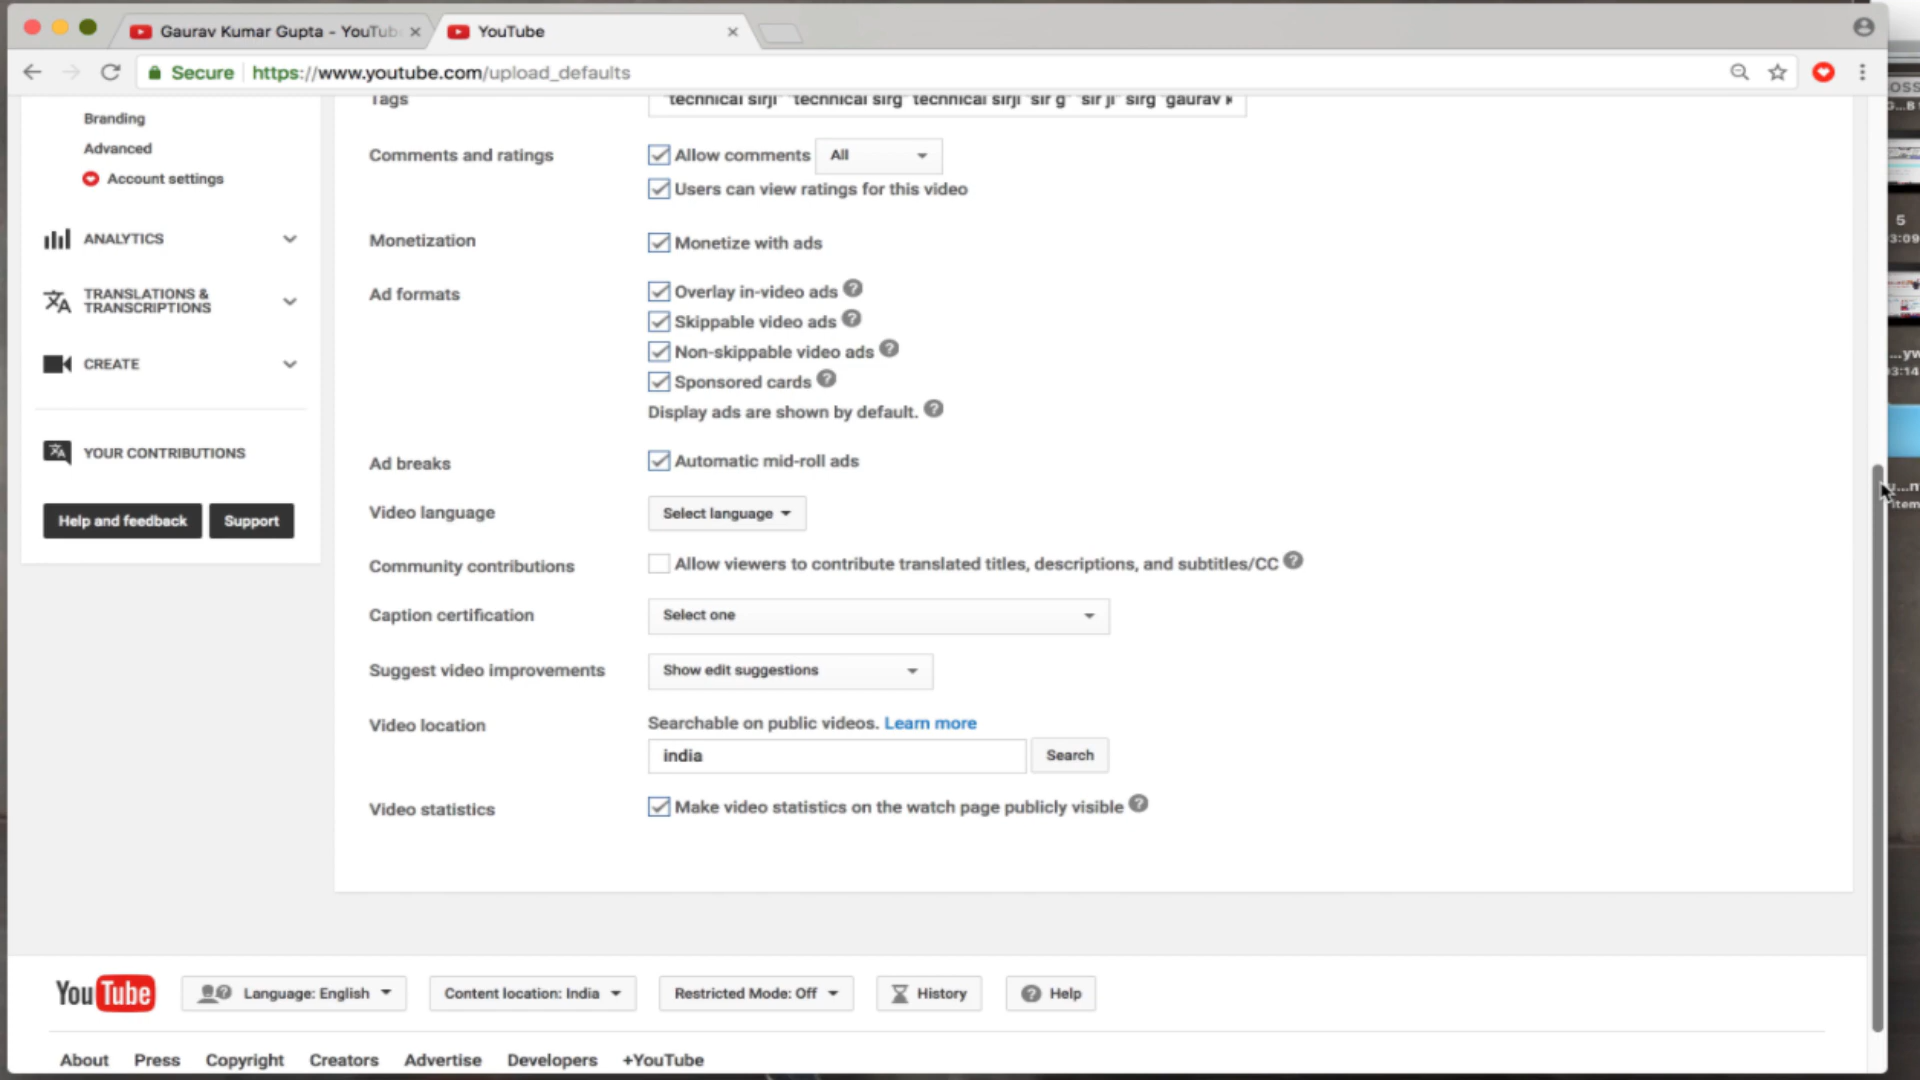 Gaurav Kumar Gupta - YouTub
YouTube
Secure
https://www.youtube.com/upload_defaults
Tags
"technical sirji" "technical sirg" technical sirji "sir g" "sir ji" sirg "gaurav k
Branding
Advanced
Account settings
ANALYTICS
TRANSLATIONS &
TRANSCRIPTIONS
CREATE
YOUR CONTRIBUTIONS
Help and feedback
Support
Comments and ratings
Allow comments
All
Users can view ratings for this video
Monetization
Monetize with ads
Ad formats
Overlay in-video ads
Skippable video ads
Non-skippable video ads
Sponsored cards
Display ads are shown by default.
Ad breaks
Automatic mid-roll ads
Video language
Select language
Community contributions
Allow viewers to contribute translated titles, descriptions, and subtitles/CC
Caption certification
Select one
Suggest video improvements
Show edit suggestions
Video location
Searchable on public videos. Learn more
india
Search
Video statistics
Make video statistics on the watch page publicly visible
YouTube
Language: English
Content location: India
Restricted Mode: Off
History
Help
About
Press
Copyright
Creators
Advertise
Developers
+YouTube